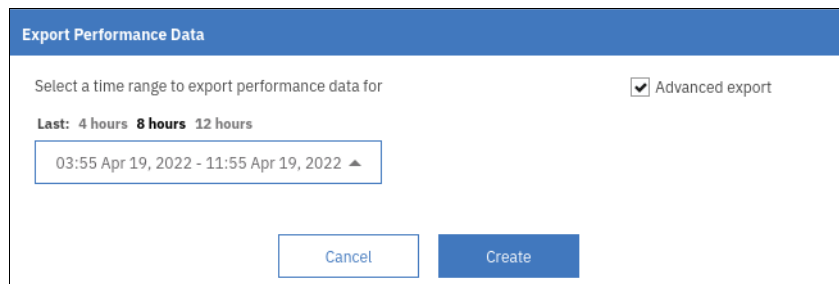 Export Performance Data
Select a time range to export performance data for
Advanced export
Last: 4 hours 8 hours 12 hours
03:55 Apr 19, 2022 - 11:55 Apr 19, 2022
Cancel
Create